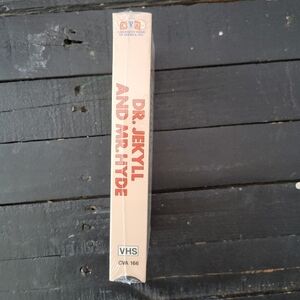 DR. JEKYLL
AND MR. HYDE
VHS
CVA 166